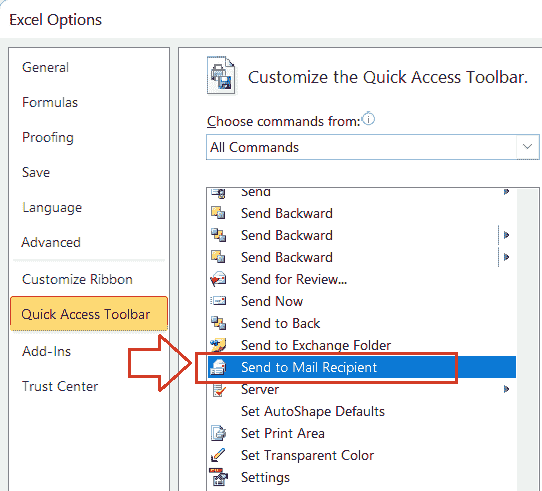 Excel Options
General
Formulas
Proofing
Save
Language
Advanced
Customize Ribbon
Quick Access Toolbar
Add-Ins
Trust Center
Customize the Quick Access Toolbar.
Choose commands from:
All Commands
Send
Send Backward
Send Backward
Send Backward
Send for Review...
Send Now
Send to Back
Send to Exchange Folder
Send to Mail Recipient
Server
Set AutoShape Defaults
Set Print Area
Set Transparent Color
Settings